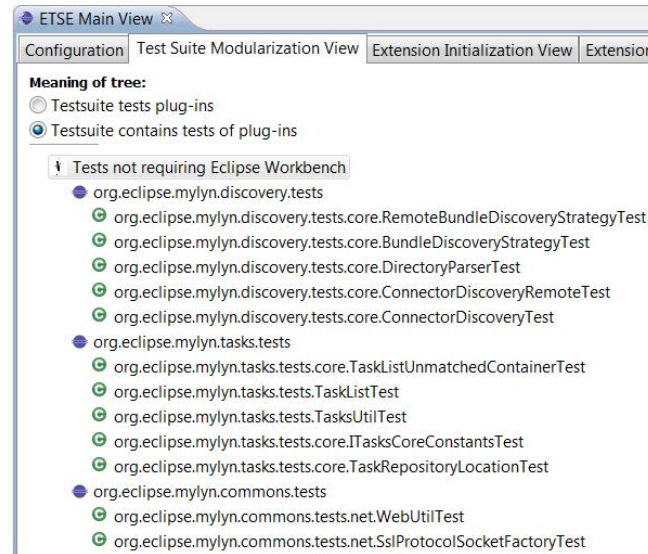 ETSE Main View
Configuration Test Suite Modularization View Extension Initialization View Extension
Meaning of tree:
Testsuite tests plug-ins
Testsuite contains tests of plug-ins
Tests not requiring Eclipse Workbench
org.eclipse.mylyn.discovery.tests
org.eclipse.mylyn.discovery.tests.core.RemoteBundleDiscoveryStrategyTest
org.eclipse.mylyn.discovery.tests.core.BundleDiscoveryStrategyTest
org.eclipse.mylyn.discovery.tests.core.DirectoryParserTest
org.eclipse.mylyn.discovery.tests.core.ConnectorDiscoveryRemoteTest
org.eclipse.mylyn.discovery.tests.core.ConnectorDiscoveryTest
org.eclipse.mylyn.tasks.tests
org.eclipse.mylyn.tasks.tests.core.TaskListUnmatchedContainerTest
org.eclipse.mylyn.tasks.tests.TaskListTest
org.eclipse.mylyn.tasks.tests.TasksUtilTest
org.eclipse.mylyn.tasks.tests.core.ITasksCoreConstantsTest
org.eclipse.mylyn.tasks.tests.core.TaskRepositoryLocationTest
org.eclipse.mylyn.commons.tests
org.eclipse.mylyn.commons.tests.net.WebUtilTest
org.eclipse.mylyn.commons.tests.net.SslProtocolSocketFactoryTest